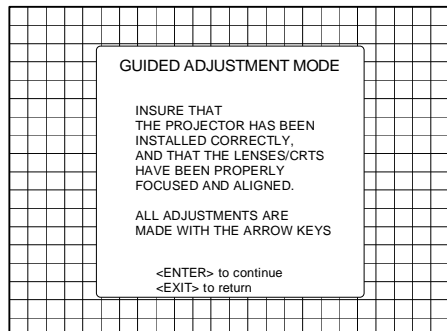 GUIDED ADJUSTMENT MODE
INSURE THAT
THE PROJECTOR HAS BEEN
INSTALLED CORRECTLY,
AND THAT THE LENSES/CRTS
HAVE BEEN PROPERLY
FOCUSED AND ALIGNED.
ALL ADJUSTMENTS ARE
MADE WITH THE ARROW KEYS
<ENTER> to continue
<EXIT> to return